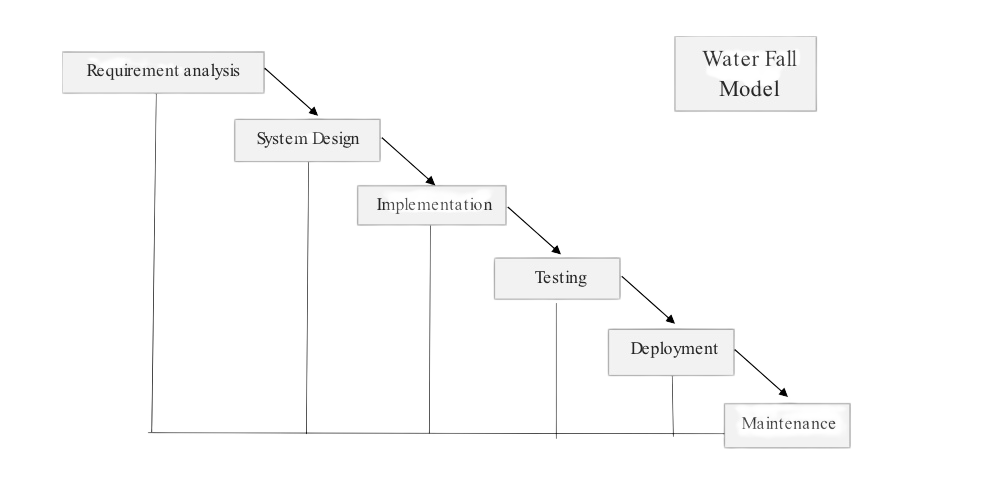 Water Fall
Model
Requirement analysis
System Design
Implementation
Testing
Deployment
Maintenance